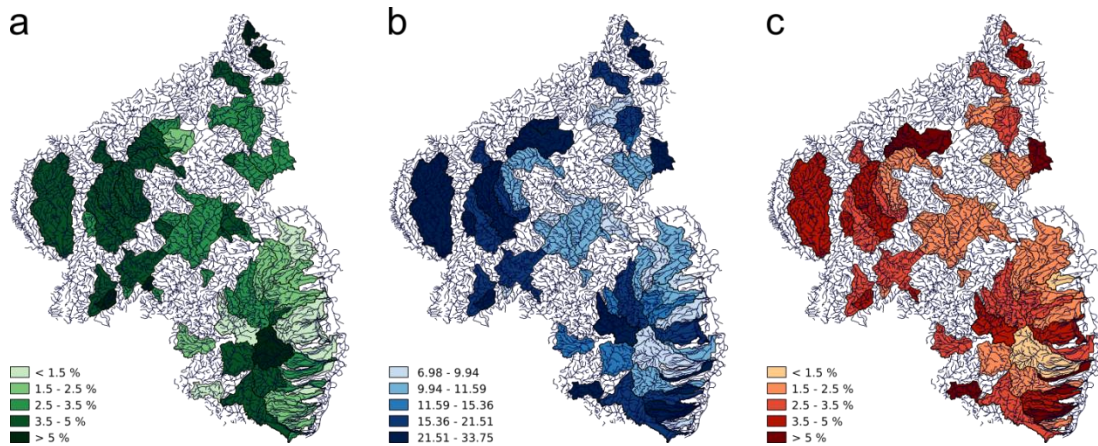 a
b
c
< 1.5 %
1.5 - 2.5 %
2.5 - 3.5 %
3.5 - 5 %
> 5 %
6.98 - 9.94
9.94 - 11.59
11.59 - 15.36
15.36 - 21.51
21.51 - 33.75
< 1.5 %
1.5 - 2.5 %
2.5 - 3.5 %
3.5 - 5 %
> 5 %